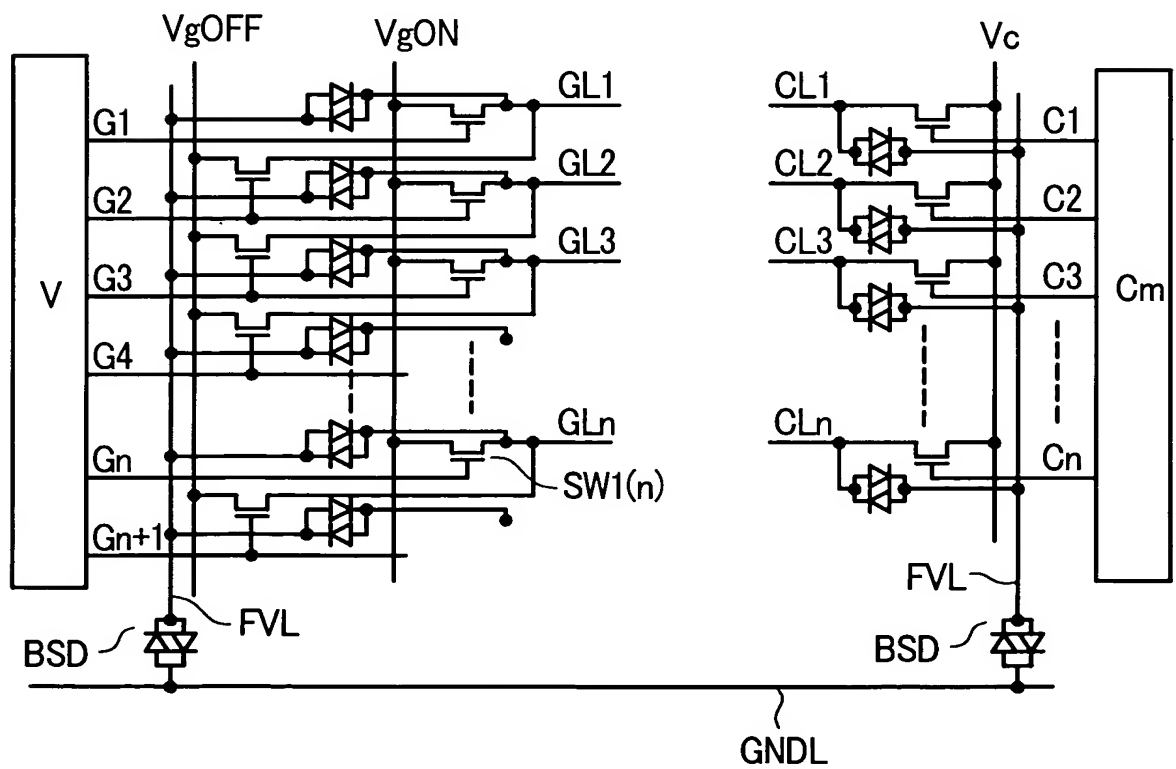 VgOFF VgON Vc
GL1 CL1
G1 C1
GL2 CL2
G2 C2
GL3 CL3
V G3 C3 Cm
G4
GLn CLn
Gn SW1(n) Cn
Gn+1
FVL FVL
BSD BSD
GNDL